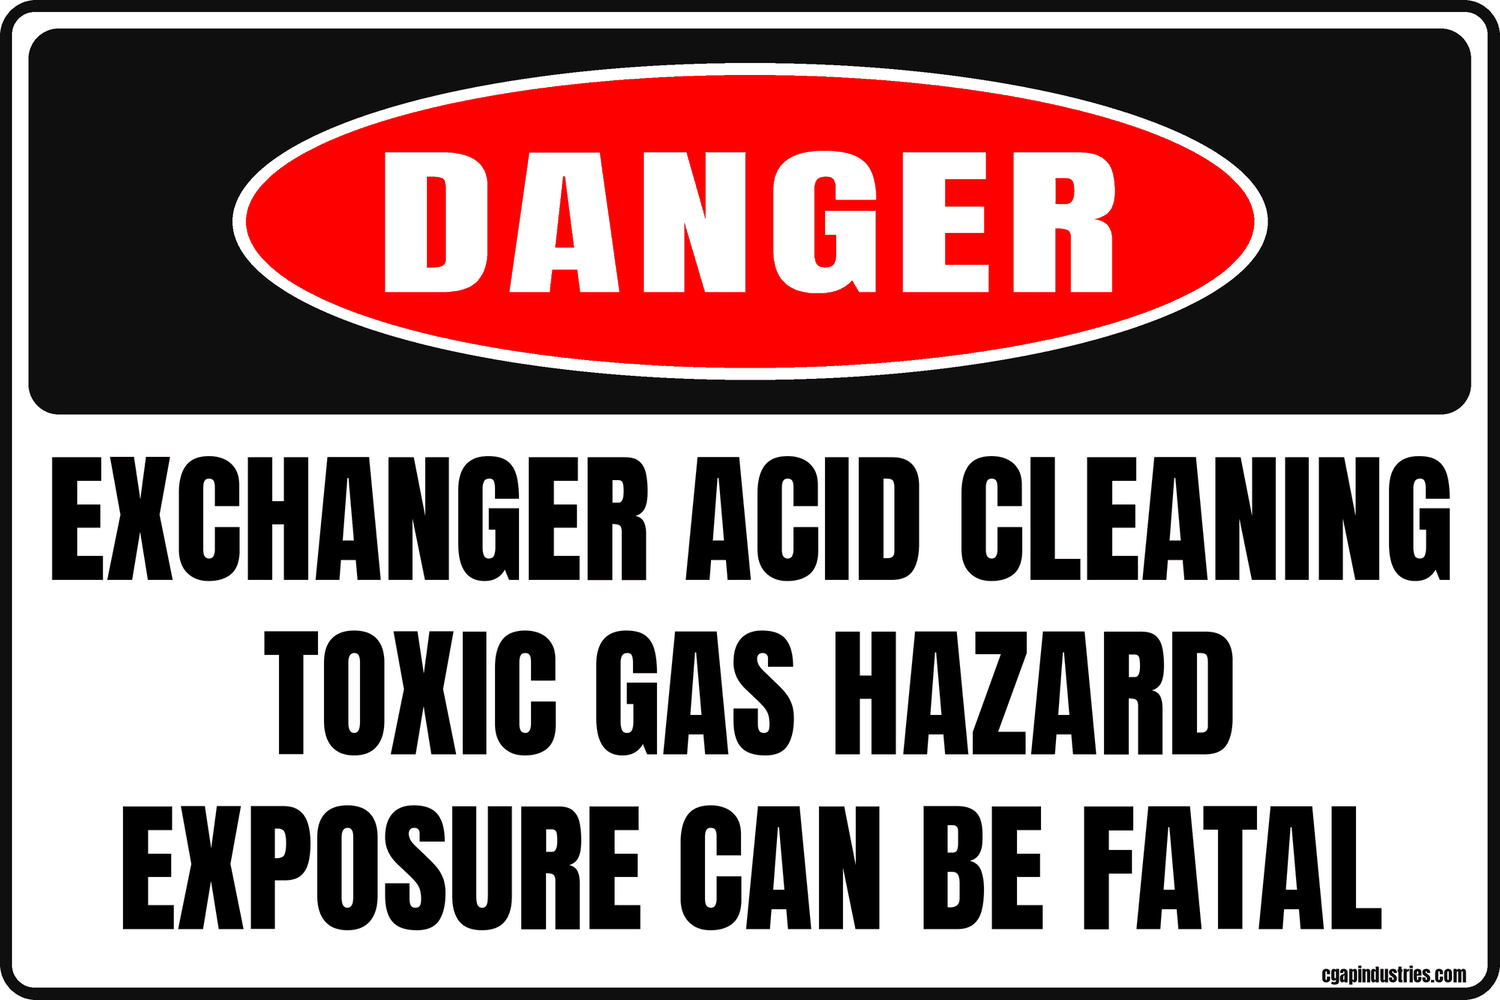 DANGER
EXCHANGER ACID CLEANING
TOXIC GAS HAZARD
EXPOSURE CAN BE FATAL
cgapindustries.com